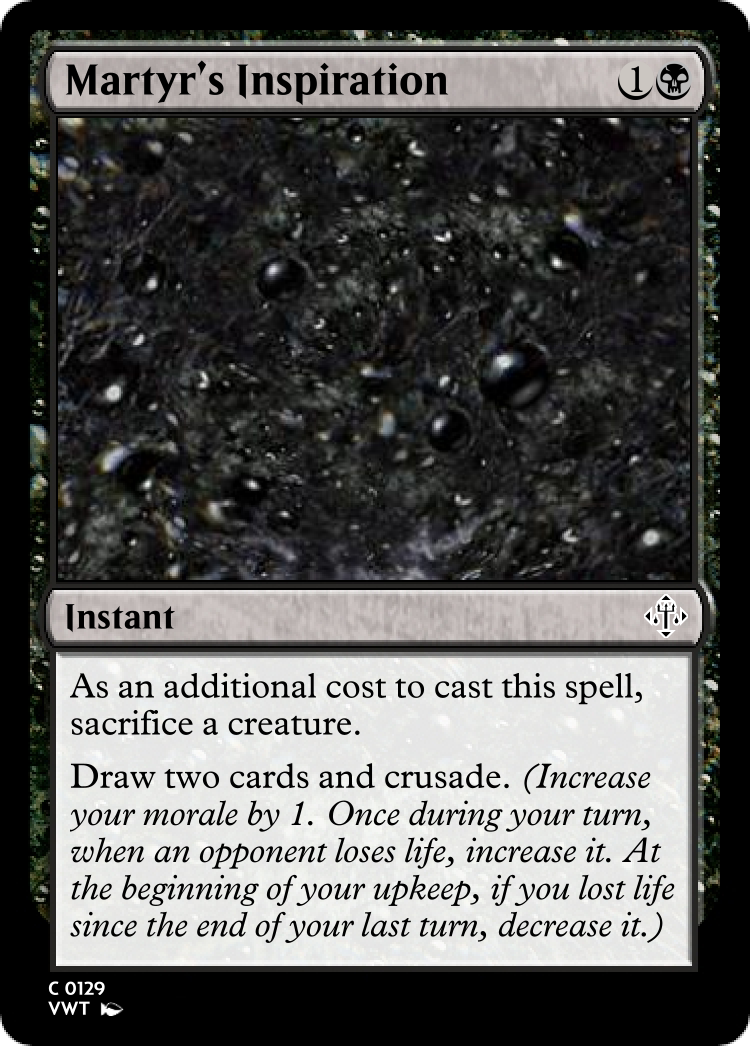 Martyr's Inspiration 1
Instant
As an additional cost to cast this spell,
sacrifice a creature.
Draw two cards and crusade. (Increase
your morale by 1. Once during your turn,
when an opponent loses life, increase it. At
the beginning of your upkeep, if you lost life
since the end of your last turn, decrease it.)
C 0129
VWT